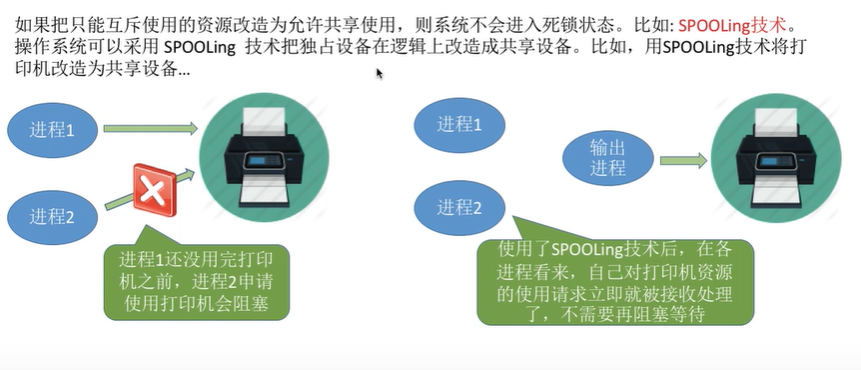 如果把只能互斥使用的资源改造为允许共享使用，则系统不会进入死锁状态。比如: SPOOLing技术。
操作系统可以采用 SPOOLing 技术把独占设备在逻辑上改造成共享设备。比如，用SPOOLing技术将打
印机改造为共享设备...
进程1
进程2
进程1还没用完打印
机之前，进程2申请
使用打印机会阻塞
进程1
进程2
输出
进程
使用了SPOOLing技术后，在各
进程看来，自己对打印机资源
的使用请求立即就被接收处理
了，不需要再阻塞等待